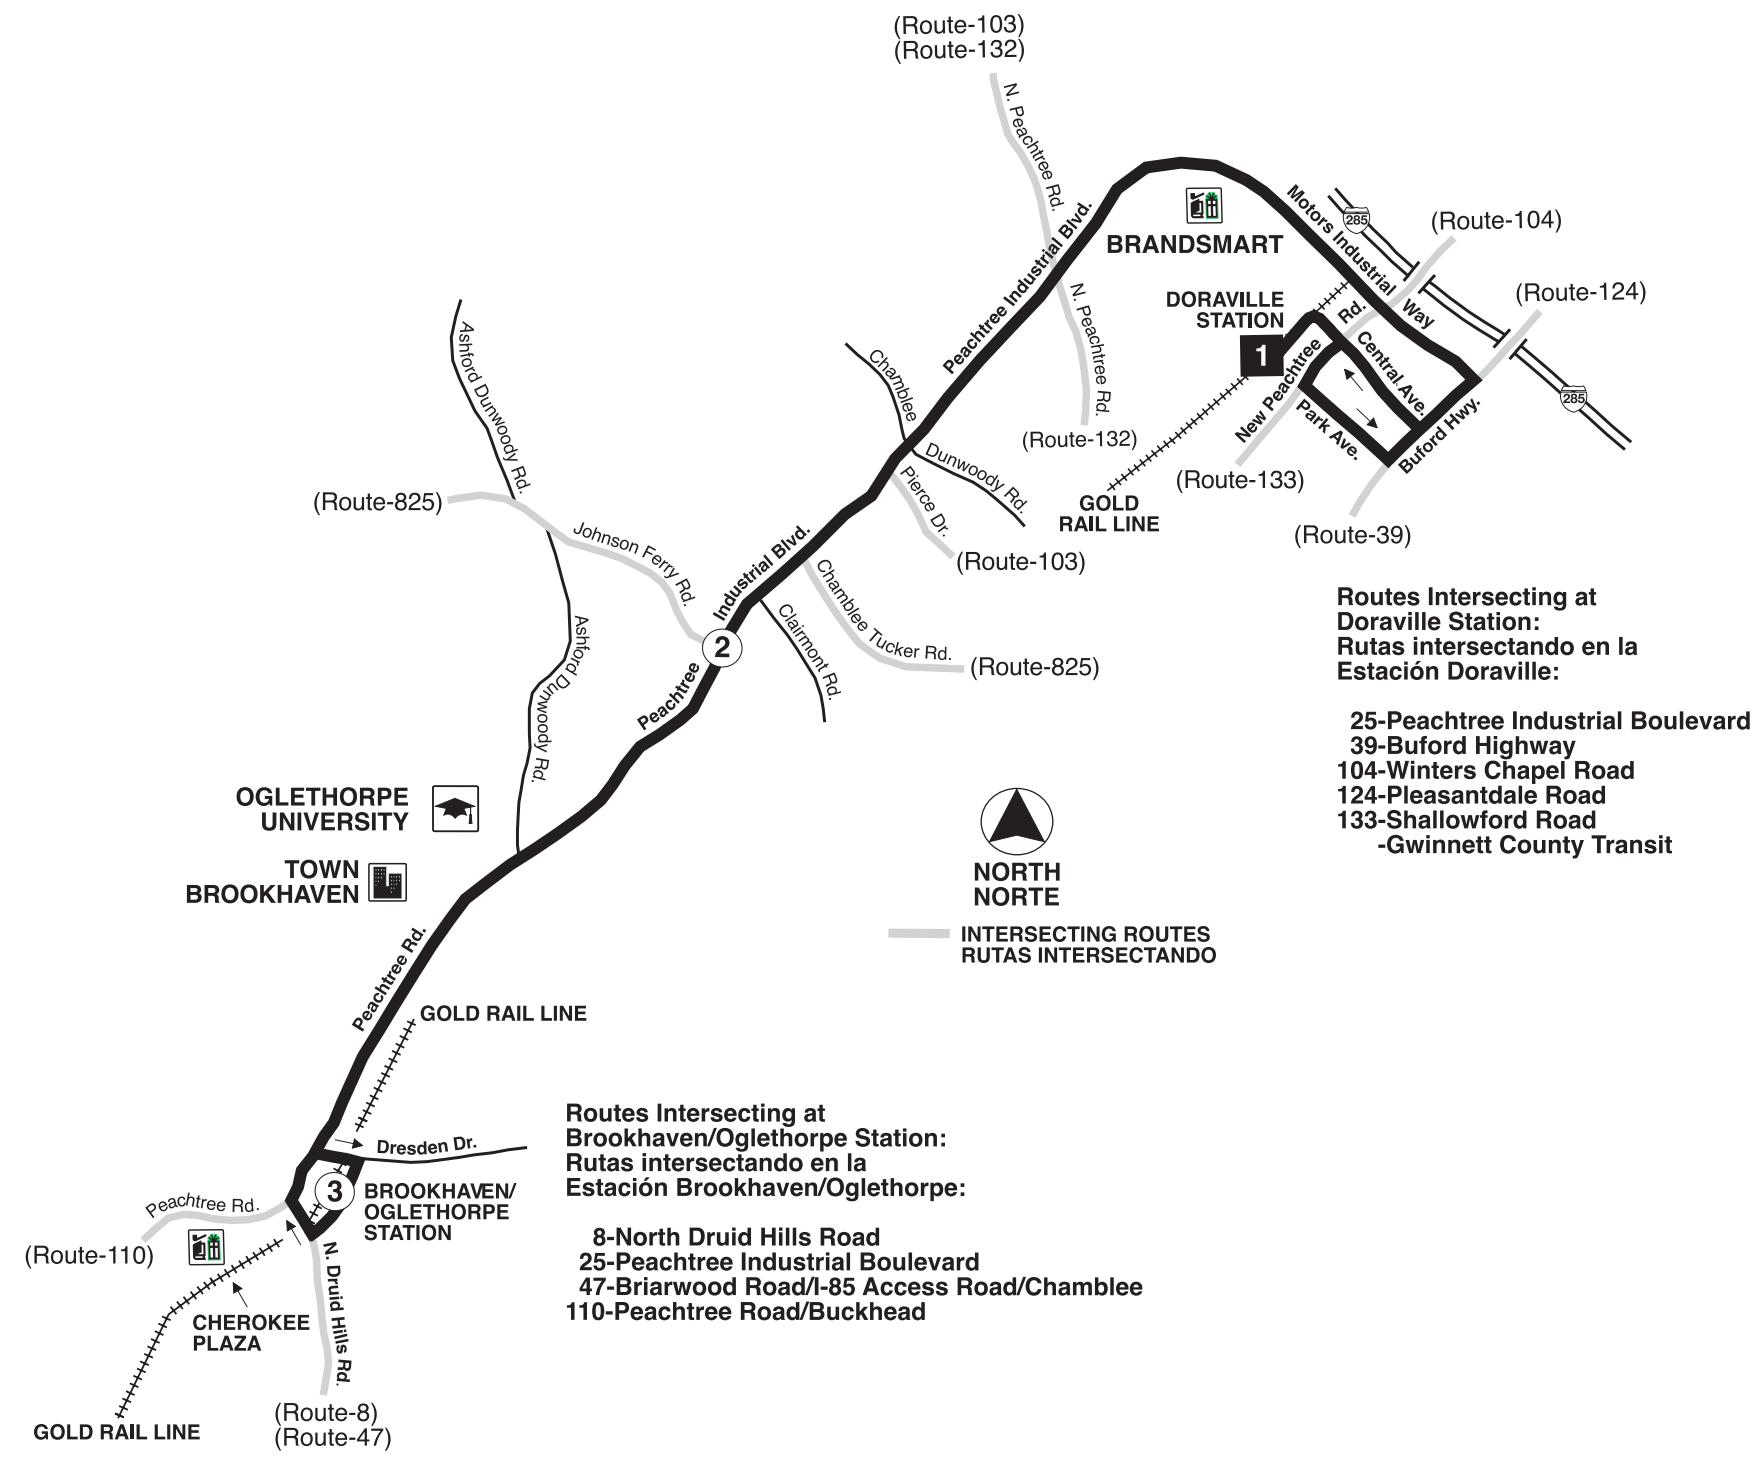 (Route-103)
(Route-132)
N. Peachtree Rd.
Peachtree Industrial Blvd.
BRANDSMART
Motors Industrial Way
285
(Route-104)
(Route-124)
DORAVILLE
STATION
1
New Peachtree Rd.
Central Ave.
Park Ave.
Buford Hwy.
285
N. Peachtree Rd.
(Route-132)
(Route-133)
(Route-39)
GOLD
RAIL LINE
Chamblee
Dunwoody Rd.
Pierce Dr.
(Route-103)
Ashford Dunwoody Rd.
(Route-825)
Johnson Ferry Rd.
Peachtree Industrial Blvd.
2
Chamblee Tucker Rd.
(Route-825)
Clairmont Rd.
Ashford Dunwoody Rd.
Routes Intersecting at
Doraville Station:
Rutas intersectando en la
Estación Doraville:
25-Peachtree Industrial Boulevard
39-Buford Highway
104-Winters Chapel Road
124-Pleasantdale Road
133-Shallowford Road
-Gwinnett County Transit
OGLETHORPE
UNIVERSITY
TOWN
BROOKHAVEN
NORTH
NORTE
INTERSECTING ROUTES
RUTAS INTERSECTANDO
Peachtree Rd.
GOLD RAIL LINE
Dresden Dr.
3
BROOKHAVEN/
OGLETHORPE
STATION
Peachtree Rd.
(Route-110)
CHEROKEE
PLAZA
N. Druid Hills Rd.
GOLD RAIL LINE
(Route-8)
(Route-47)
Routes Intersecting at
Brookhaven/Oglethorpe Station:
Rutas intersectando en la
Estación Brookhaven/Oglethorpe:
8-North Druid Hills Road
25-Peachtree Industrial Boulevard
47-Briarwood Road/I-85 Access Road/Chamblee
110-Peachtree Road/Buckhead